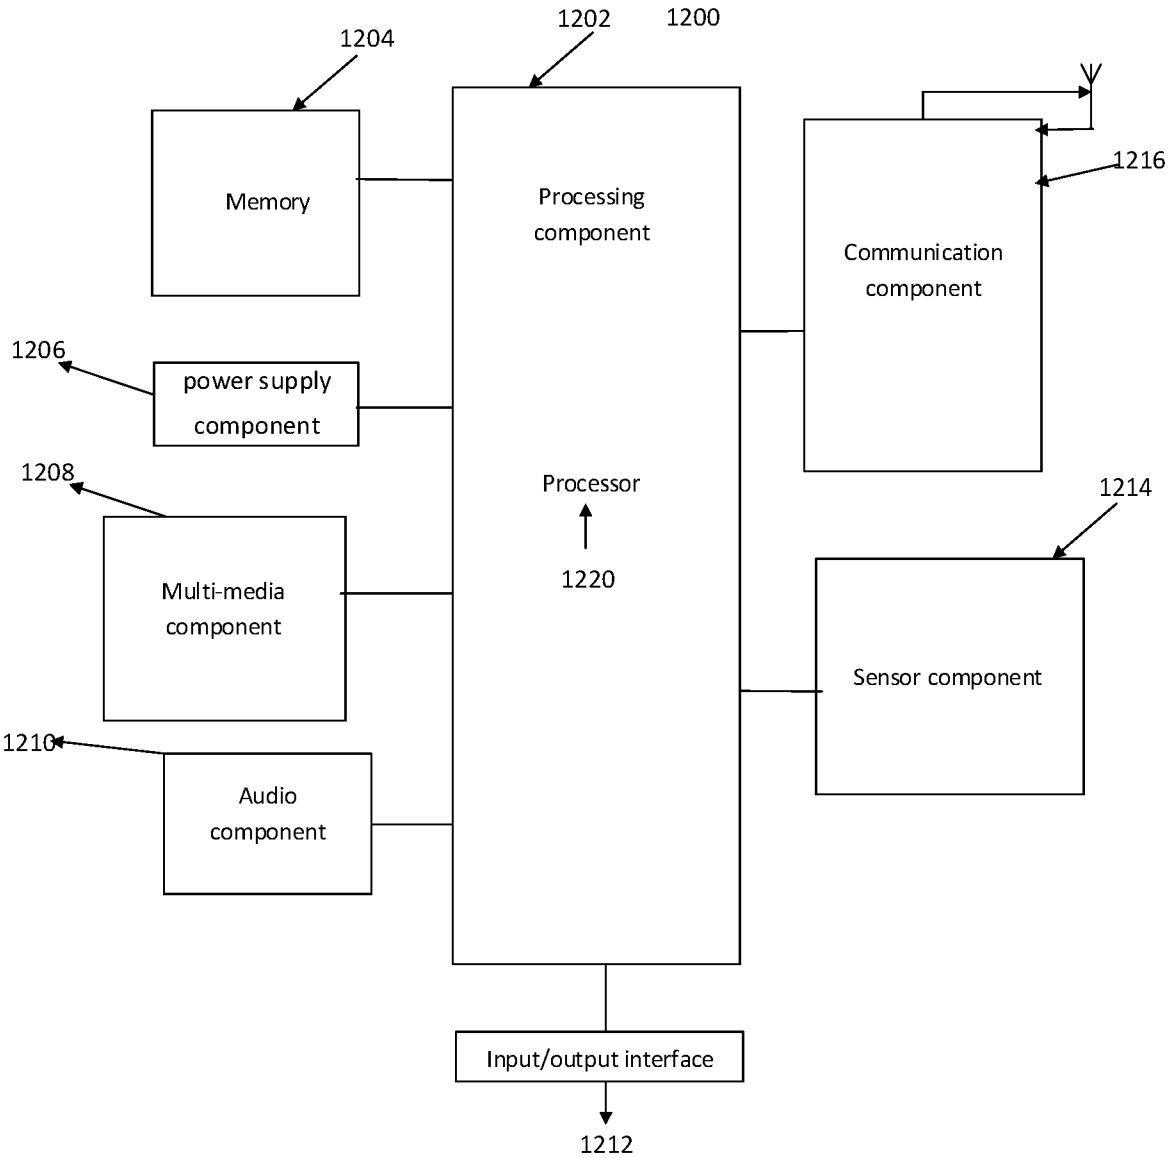 1202
1200
1204
1216
Memory
Processing
component
Communication
component
1206
power supply
component
1208
Processor
1214
1220
Multi-media
component
Sensor component
1210
Audio
component
Input/output interface
1212